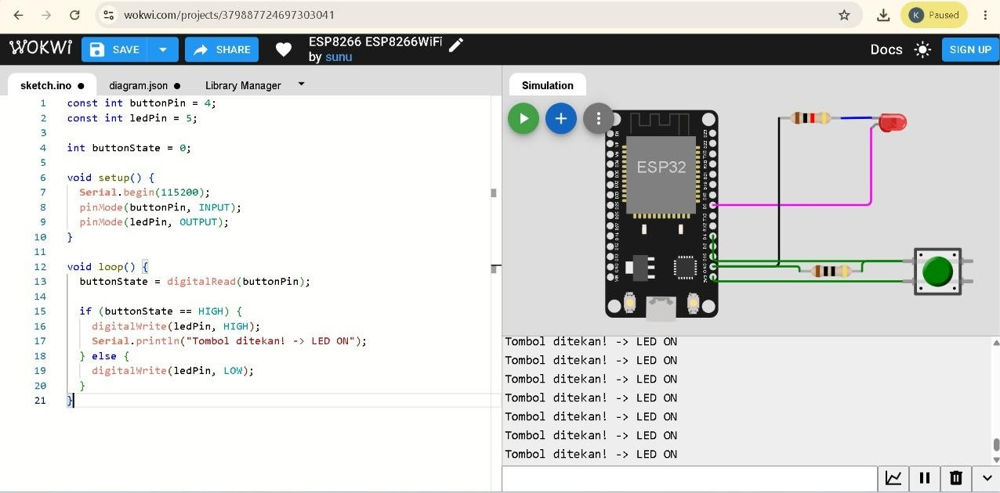 wokwi.com/projects/379887724697303041
K Paused
WOKWI
SAVE
SHARE
ESP8266 ESP8266WiFi
by sunu
Docs
SIGN UP
sketch.ino ●
diagram.json ●
Library Manager
Simulation
1 const int buttonPin = 4;
2 const int ledPin = 5;
3
4 int buttonState = 0;
5
6 void setup() {
7 Serial.begin(115200);
8 pinMode(buttonPin, INPUT);
9 pinMode(ledPin, OUTPUT);
10 }
11
12 void loop() {
13 buttonState = digitalRead(buttonPin);
14
15 if (buttonState == HIGH) {
16 digitalWrite(ledPin, HIGH);
17 Serial.println("Tombol ditekan! -> LED ON");
18 } else {
19 digitalWrite(ledPin, LOW);
20 }
21 }
ESP32
Tombol ditekan! -> LED ON
Tombol ditekan! -> LED ON
Tombol ditekan! -> LED ON
Tombol ditekan! -> LED ON
Tombol ditekan! -> LED ON
Tombol ditekan! -> LED ON
Tombol ditekan! -> LED ON